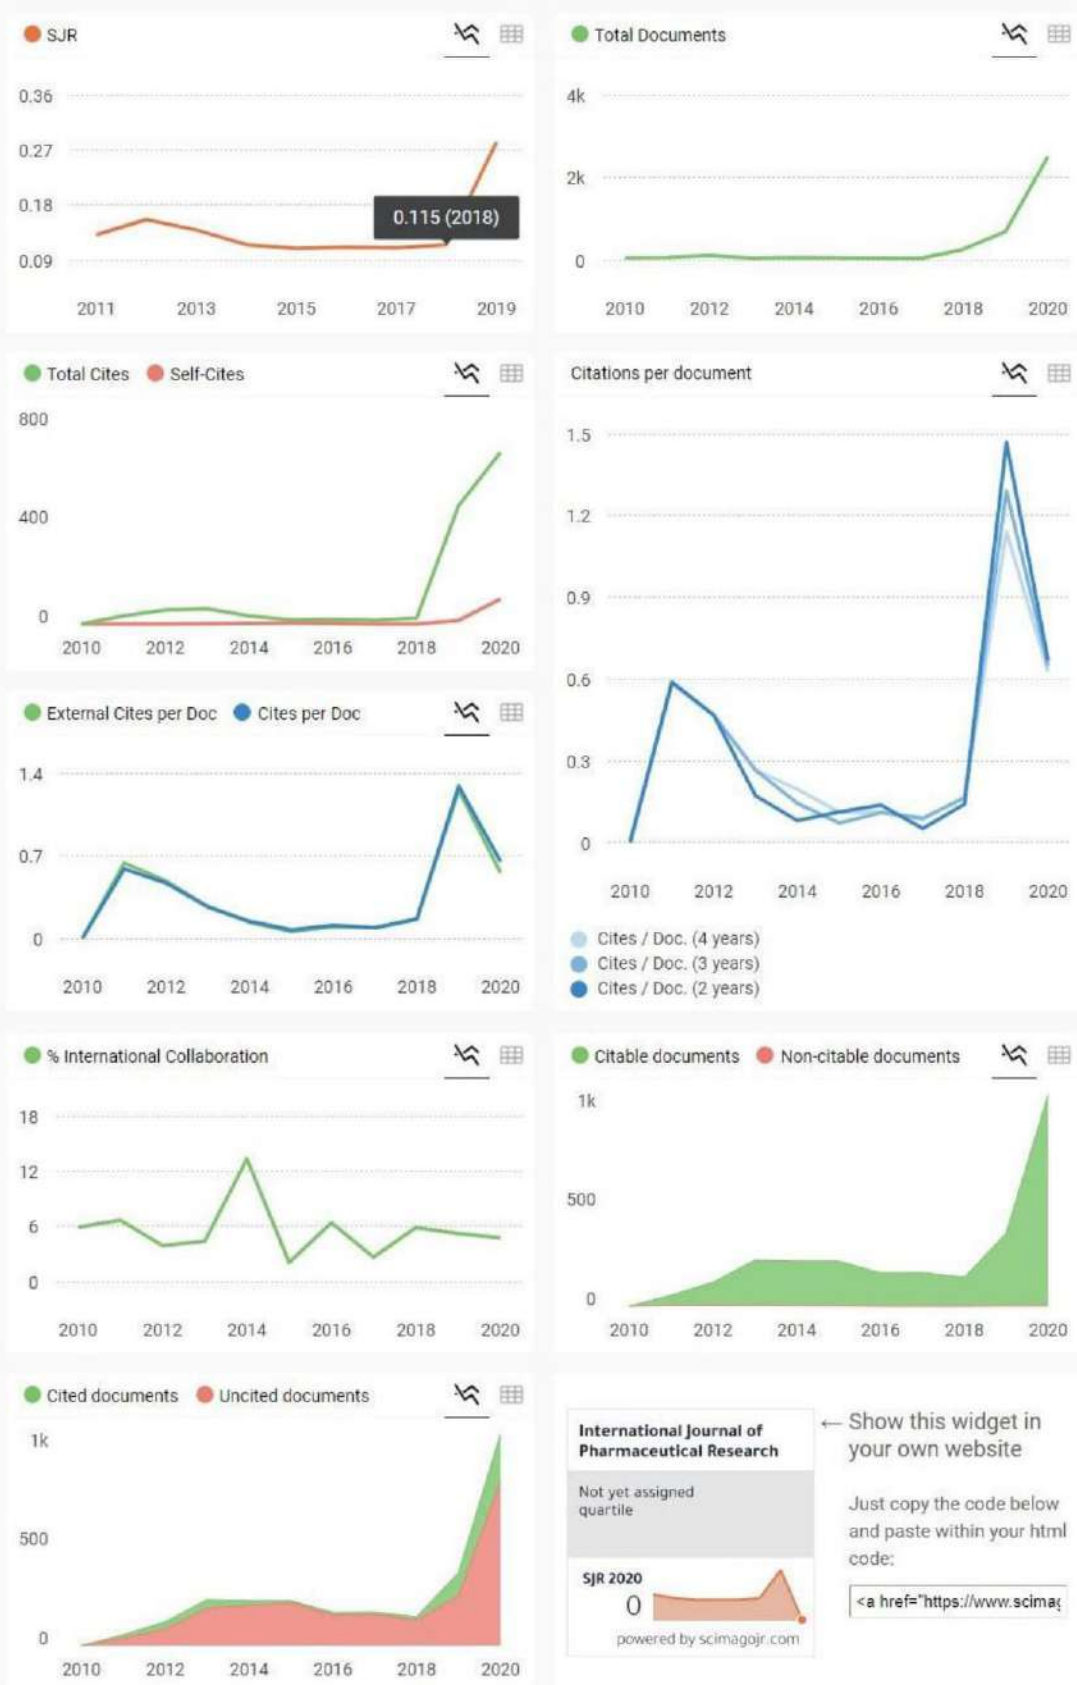 SJR
0.36
0.27
0.18
0.09
0.115 (2018)
2011 2013 2015 2017 2019
Total Documents
4k
2k
0
2010 2012 2014 2016 2018 2020
Total Cites Self-Cites
800
400
0
2010 2012 2014 2016 2018 2020
Citations per document
1.5
1.2
0.9
0.6
0.3
0
2010 2012 2014 2016 2018 2020
Cites / Doc. (4 years)
Cites / Doc. (3 years)
Cites / Doc. (2 years)
External Cites per Doc Cites per Doc
1.4
0.7
0
2010 2012 2014 2016 2018 2020
% International Collaboration
18
12
6
0
2010 2012 2014 2016 2018 2020
Citable documents Non-citable documents
1k
500
0
2010 2012 2014 2016 2018 2020
Cited documents Uncited documents
1k
500
0
2010 2012 2014 2016 2018 2020
International Journal of
Pharmaceutical Research
Not yet assigned
quartile
SJR 2020
0
powered by scimagojr.com
← Show this widget in
your own website
Just copy the code below
and paste within your html
code:
<a href="https://www.scimag